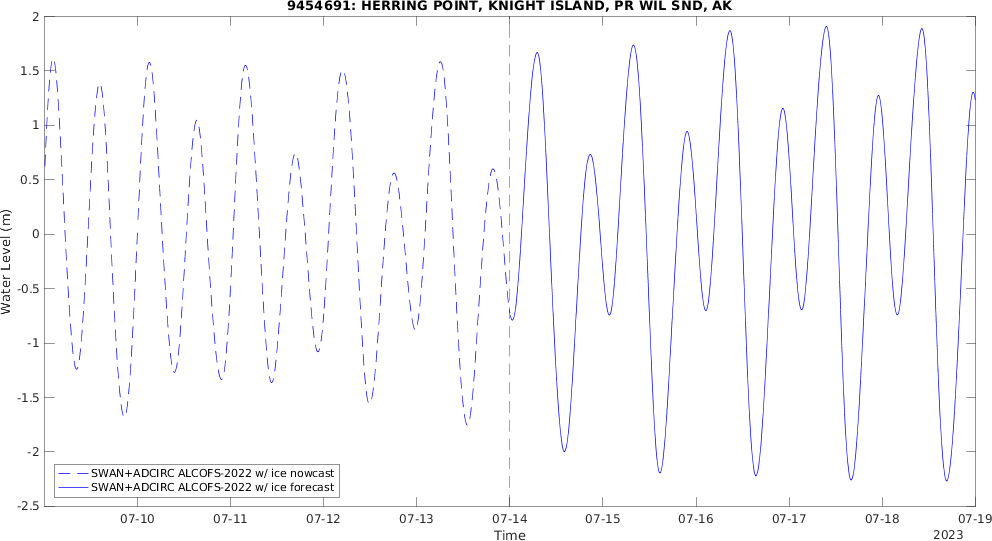 9454691: HERRING POINT, KNIGHT ISLAND, PR WIL SND, AK
2
1.5
1
0.5
0
-0.5
-1
-1.5
-2
-2.5
Water Level (m)
SWAN+ADCIRC ALCOFS-2022 w/ ice nowcast
SWAN+ADCIRC ALCOFS-2022 w/ ice forecast
07-10 07-11 07-12 07-13 07-14 07-15 07-16 07-17 07-18 07-19
Time
2023